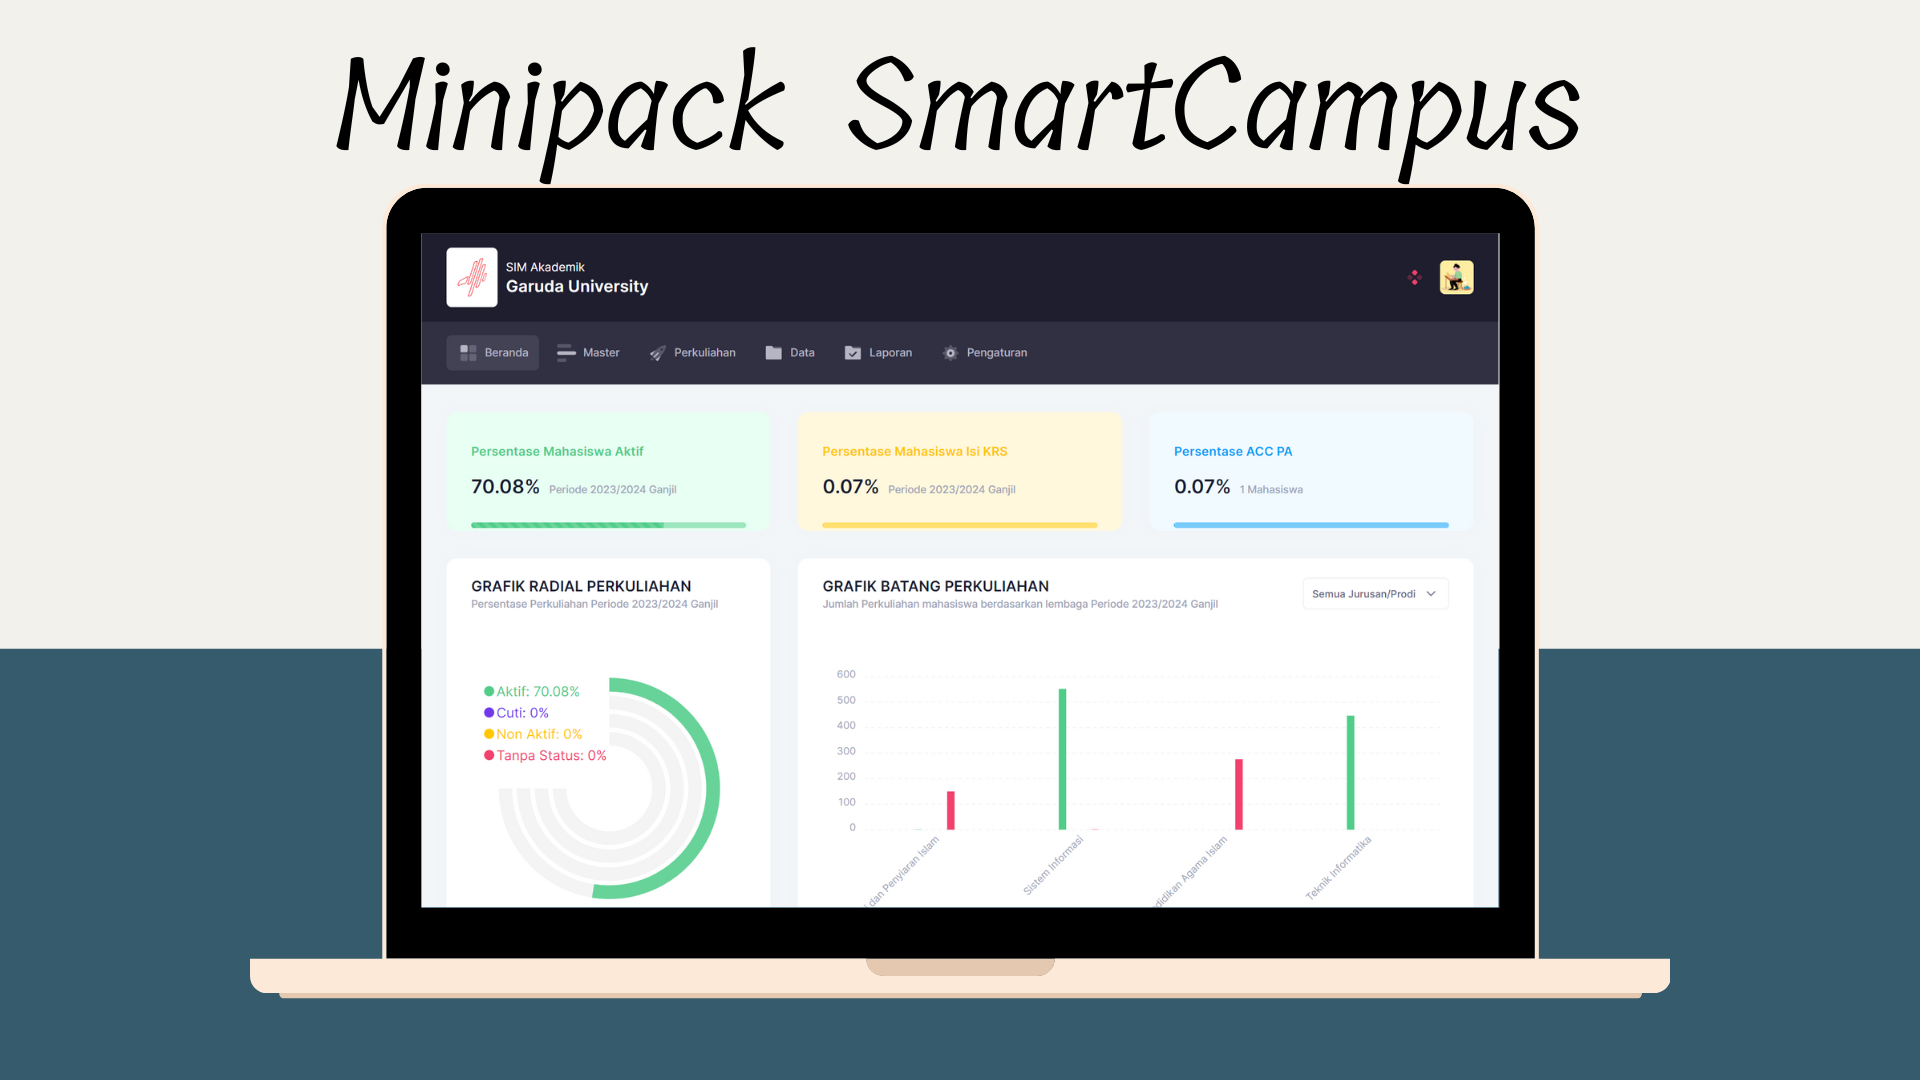 Minipack SmartCampus
SIM Akademik
Garuda University
Beranda
Master
Perkuliahan
Data
Laporan
Pengaturan
Persentase Mahasiswa Aktif
70.08% Periode 2023/2024 Ganjil
Persentase Mahasiswa Isi KRS
0.07% Periode 2023/2024 Ganjil
Persentase ACC PA
0.07% 1 Mahasiswa
GRAFIK RADIAL PERKULIAHAN
Persentase Perkuliahan Periode 2023/2024 Ganjil
Aktif: 70.08%
Cuti: 0%
Non Aktif: 0%
Tanpa Status: 0%
GRAFIK BATANG PERKULIAHAN
Jumlah Perkuliahan mahasiswa berdasarkan lembaga Periode 2023/2024 Ganjil
Semua Jurusan/Prodi
600
500
400
300
200
100
0
dan Penyiaran Islam
Sistem Informasi
didikan Agama Islam
Teknik Informatika